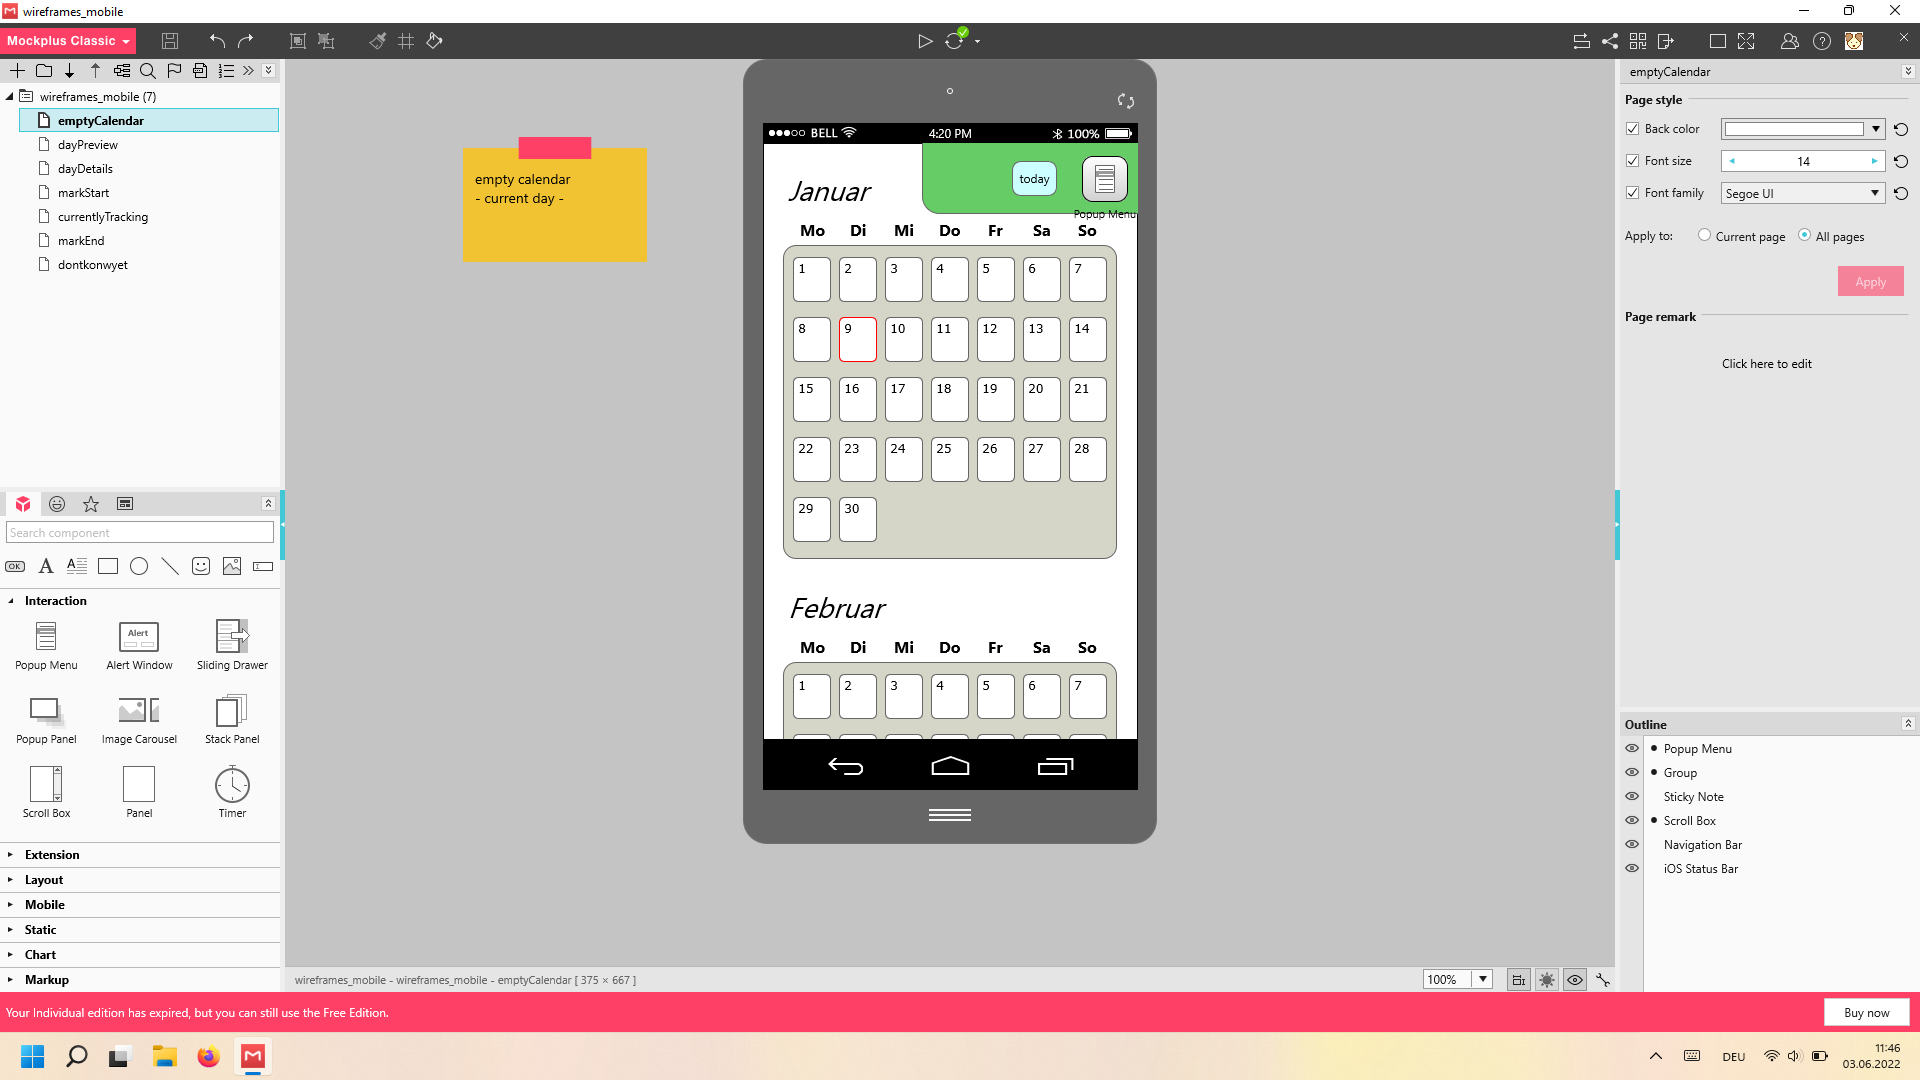 wireframes_mobile
Mockplus Classic
wireframes_mobile (7)
emptyCalendar
dayPreview
dayDetails
markStart
currentlyTracking
markEnd
dontkonwyet
Search component
OK
Interaction
Popup Menu
Alert
Alert Window
Sliding Drawer
Popup Panel
Image Carousel
Stack Panel
Scroll Box
Panel
Timer
Extension
Layout
Mobile
Static
Chart
Markup
empty calendar
- current day -
BELL 4:20 PM 100%
Januar
today
Popup Menu
Mo Di Mi Do Fr Sa So
1 2 3 4 5 6 7
8 9 10 11 12 13 14
15 16 17 18 19 20 21
22 23 24 25 26 27 28
29 30
Februar
Mo Di Mi Do Fr Sa So
1 2 3 4 5 6 7
wireframes_mobile - wireframes_mobile - emptyCalendar [ 375 × 667 ]
100%
emptyCalendar
Page style
Back color
Font size 14
Font family Segoe UI
Apply to: Current page All pages
Apply
Page remark
Click here to edit
Outline
Popup Menu
Group
Sticky Note
Scroll Box
Navigation Bar
iOS Status Bar
Your Individual edition has expired, but you can still use the Free Edition.
Buy now
DEU
11:46
03.06.2022